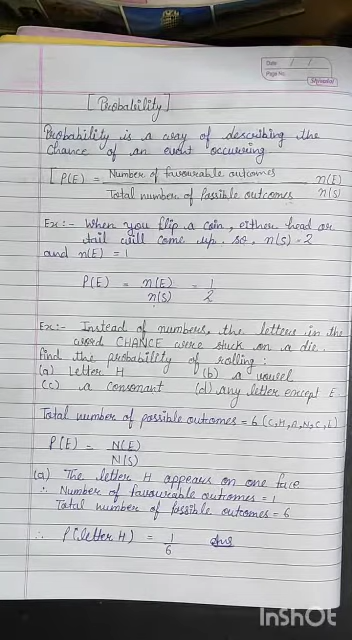 Date / /
Page No.
[Probability]
Probability is a way of describing the
Chance of an event occurring
[P(E) = Number of favourable outcomes n(E)
Total number of Possible outcomes n(S)
Ex:- When you flip a coin, either head or
tail will come up. so, n(S) = 2
and n(E) = 1
P(E) = n(E) = 1
n(S) 2
Ex:- Instead of numbers, the letters in the
word CHANCE were stuck on a die.
find the probability of rolling:
(a) Letter H (b) a vowel
(c) a consonant (d) any letter except E
Total number of possible outcomes = 6 (C,H,A,N,C,E)
P(E) = N(E)
N(S)
(a) The letter H appears on one face
∴ Number of favourable outcomes = 1
Total number of possible outcomes = 6
∴ P(letter H) = 1 Ans
6
InShOt